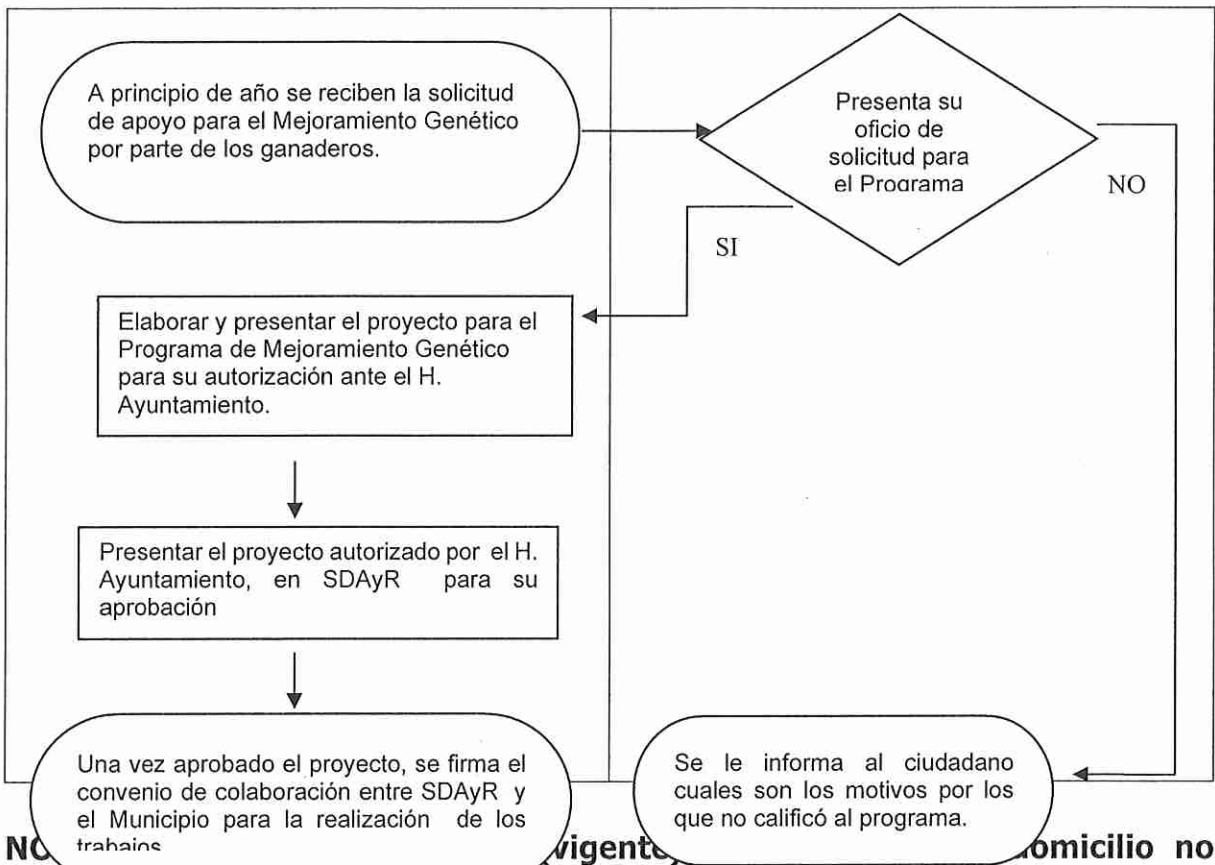 A principio de año se reciben la solicitud
de apoyo para el Mejoramiento Genético
por parte de los ganaderos.
Presenta su
oficio de
solicitud para
el Programa
NO
SI
Elaborar y presentar el proyecto para el
Programa de Mejoramiento Genético
para su autorización ante el H.
Ayuntamiento.
Presentar el proyecto autorizado por el H.
Ayuntamiento, en SDAyR para su
aprobación
Una vez aprobado el proyecto, se firma el
convenio de colaboración entre SDAyR y
el Municipio para la realización de los
trabajos
Se le informa al ciudadano
cuales son los motivos por los
que no calificó al programa.
no